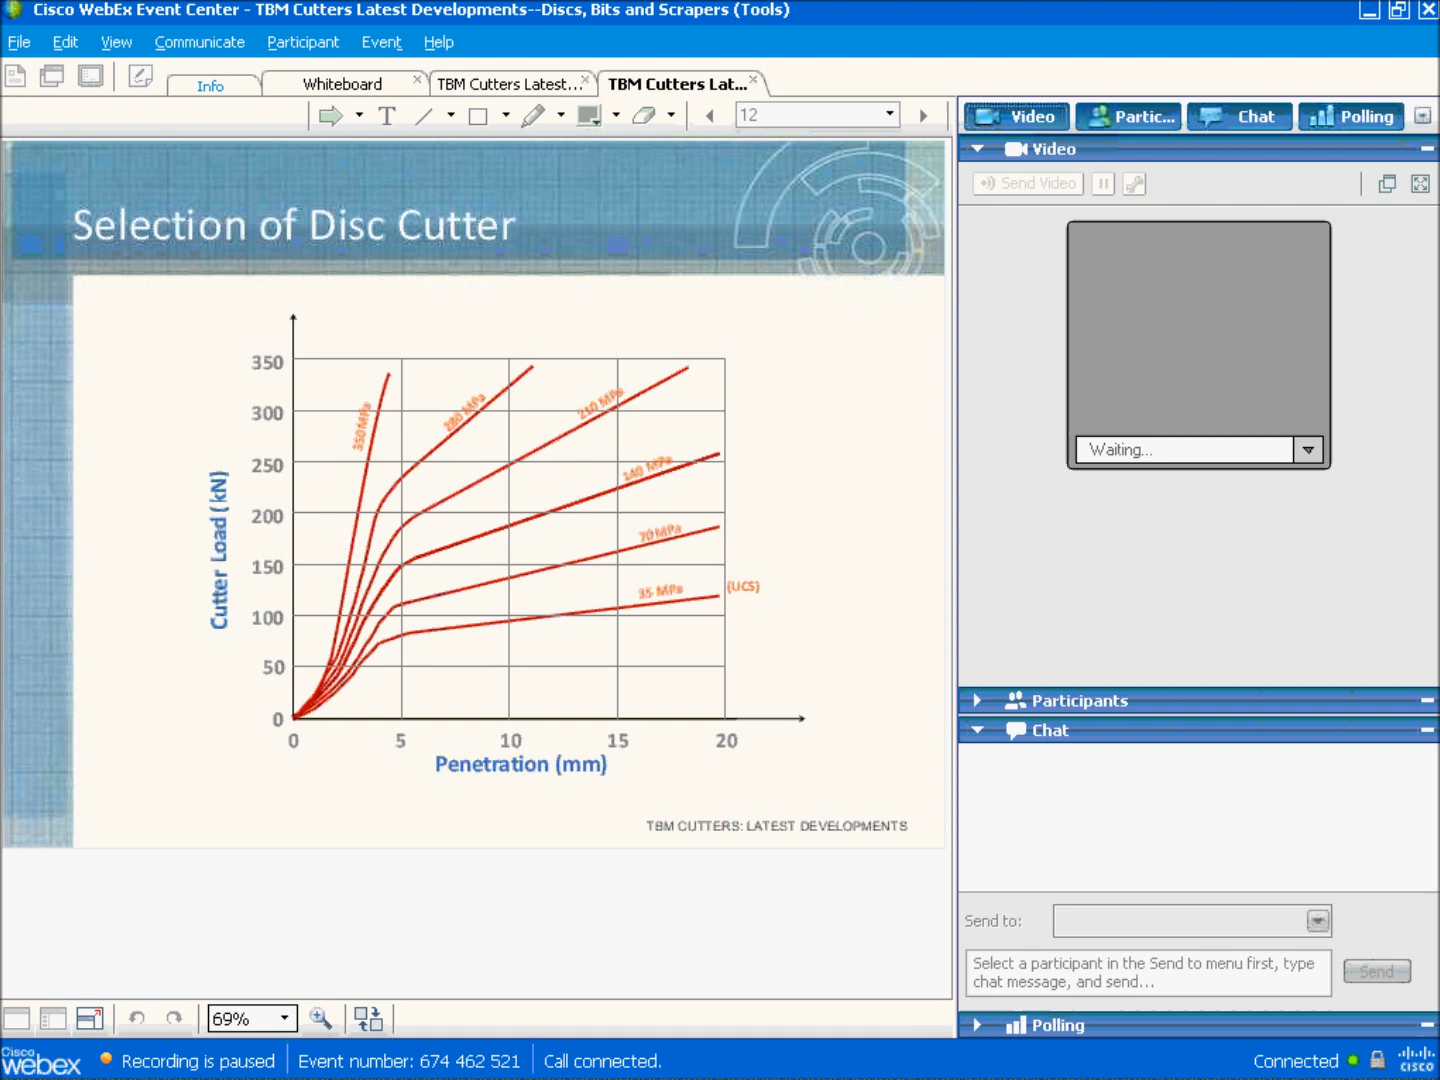 Cisco WebEx Event Center - TBM Cutters Latest Developments--Discs, Bits and Scrapers (Tools)
File Edit View Communicate Participant Event Help
Info Whiteboard TBM Cutters Latest... TBM Cutters Lat...
12
Video Partic... Chat Polling
Video
Send Video
Waiting...
Selection of Disc Cutter
350
300
250
200
150
100
50
0
Cutter Load (kN)
350 MPa
280 MPa
210 MPa
140 MPa
70 MPa
35 MPa
(UCS)
0 5 10 15 20
Penetration (mm)
TBM CUTTERS: LATEST DEVELOPMENTS
Participants
Chat
Send to:
Select a participant in the Send to menu first, type
chat message, and send...
Send
Polling
69%
Cisco
webex
Recording is paused Event number: 674 462 521 Call connected.
Connected
CISCO